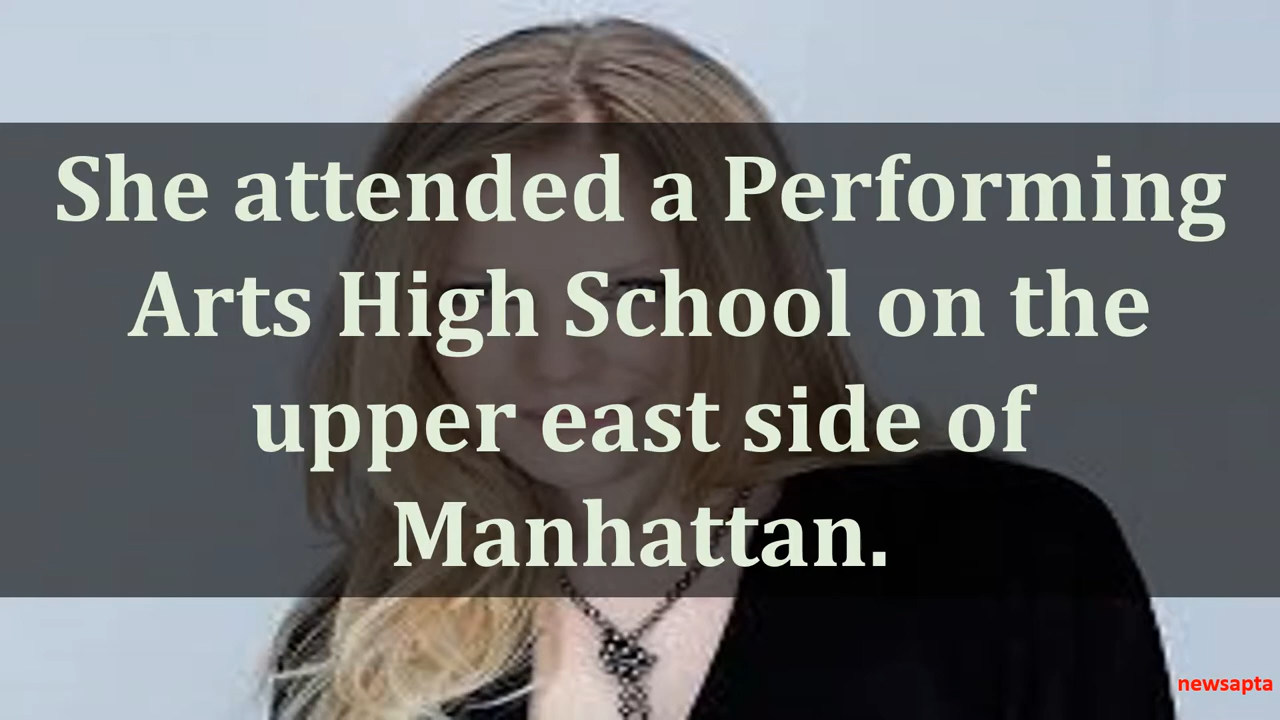 She attended a Performing
Arts High School on the
upper east side of
Manhattan.
newsapta